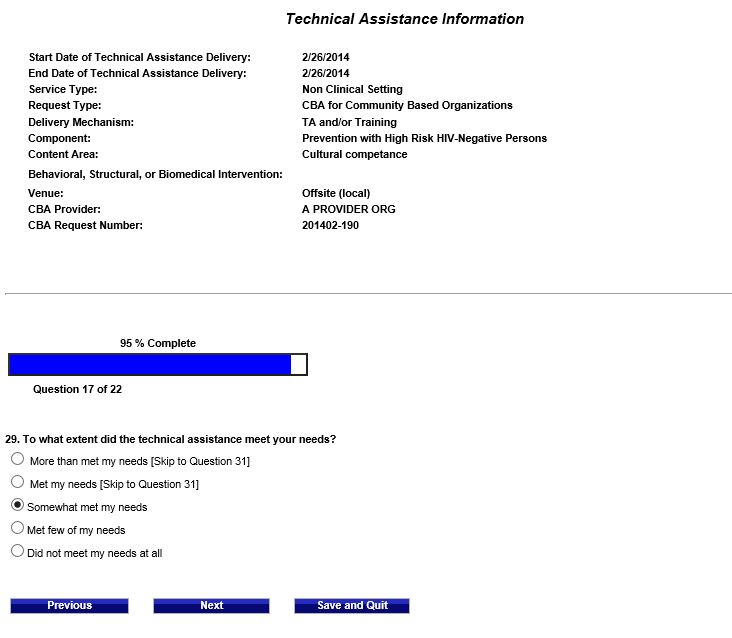 Technical Assistance Information
Start Date of Technical Assistance Delivery: 2/26/2014
End Date of Technical Assistance Delivery: 2/26/2014
Service Type: Non Clinical Setting
Request Type: CBA for Community Based Organizations
Delivery Mechanism: TA and/or Training
Component: Prevention with High Risk HIV-Negative Persons
Content Area: Cultural competance
Behavioral, Structural, or Biomedical Intervention:
Venue: Offsite (local)
CBA Provider: A PROVIDER ORG
CBA Request Number: 201402-190
95 % Complete
Question 17 of 22
29. To what extent did the technical assistance meet your needs?
More than met my needs [Skip to Question 31]
Met my needs [Skip to Question 31]
Somewhat met my needs
Met few of my needs
Did not meet my needs at all
Previous Next Save and Quit